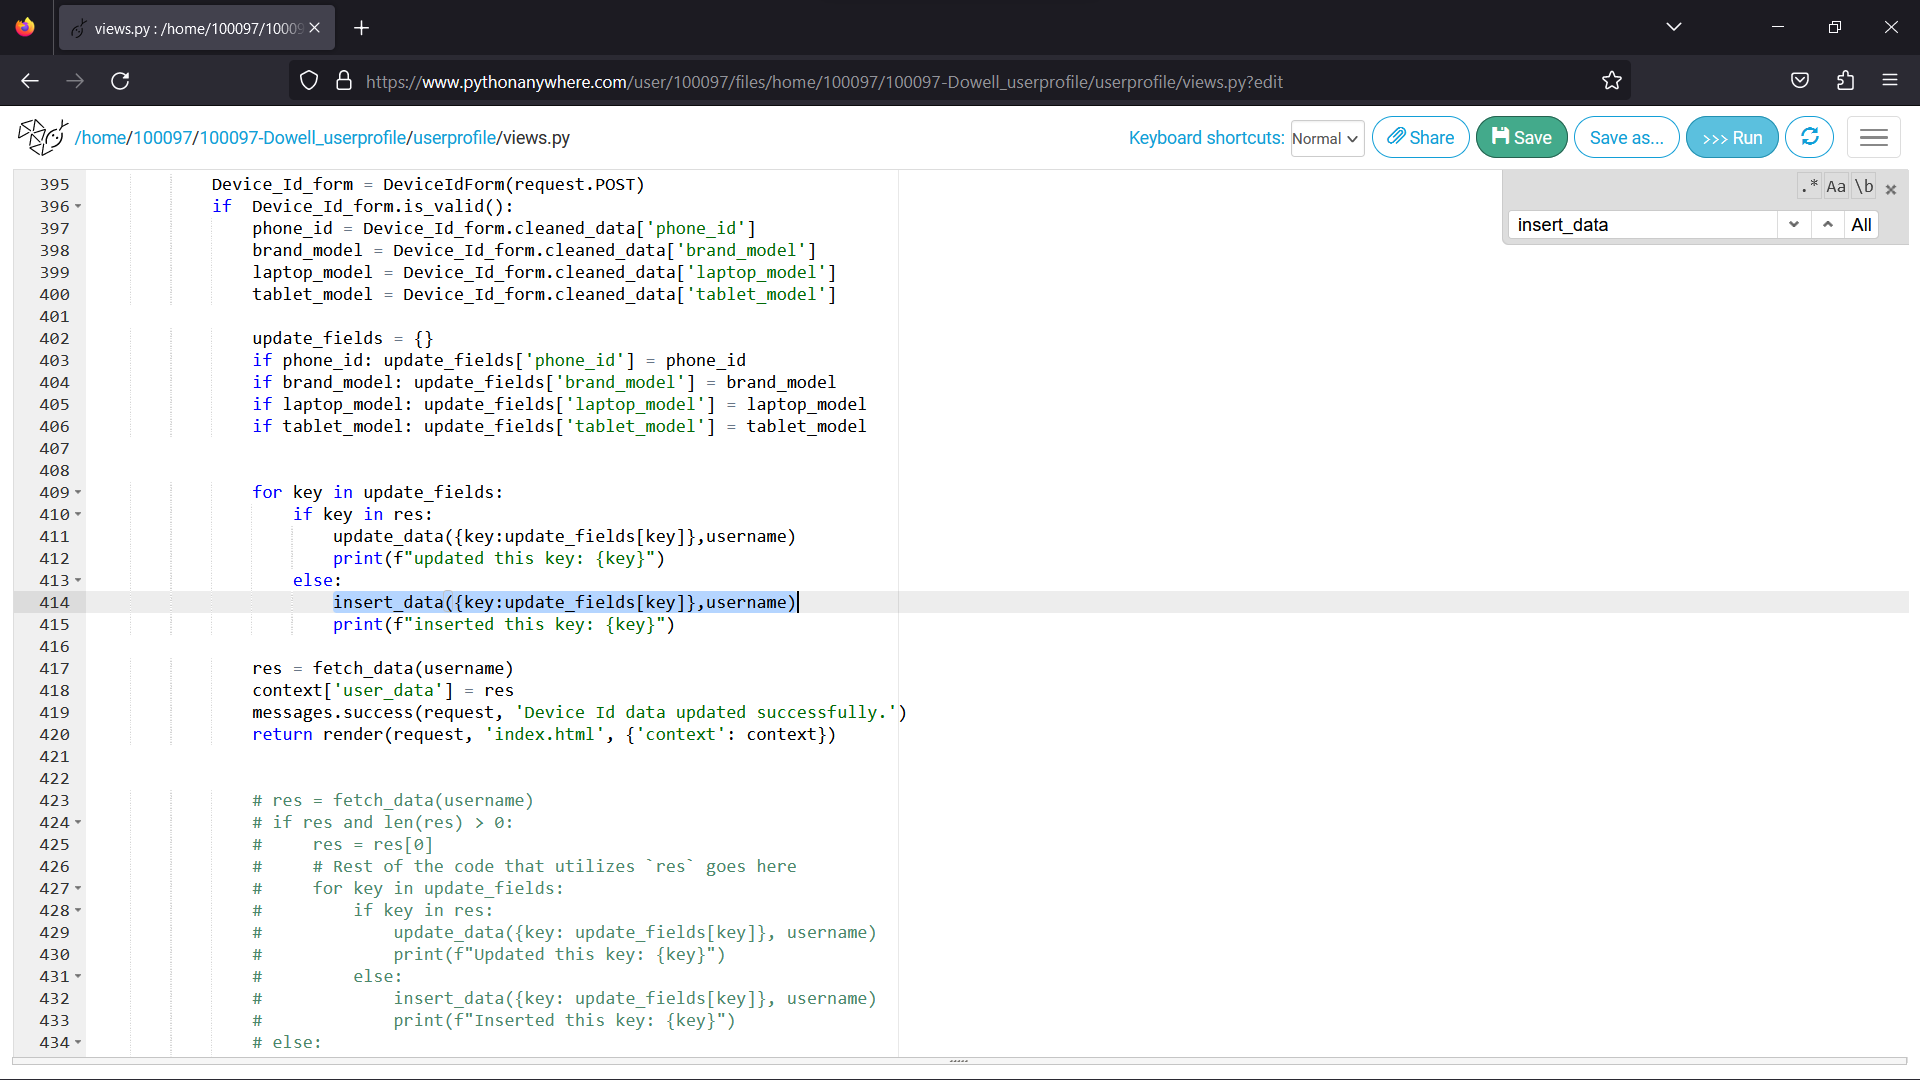 views.py : /home/100097/10009
https://www.pythonanywhere.com/user/100097/files/home/100097/100097-Dowell_userprofile/userprofile/views.py?edit
/home/100097/100097-Dowell_userprofile/userprofile/views.py
Keyboard shortcuts: Normal Share Save Save as... >>> Run
.* Aa \b ×
insert_data All
395 Device_Id_form = DeviceIdForm(request.POST)
396 if  Device_Id_form.is_valid():
397 phone_id = Device_Id_form.cleaned_data['phone_id']
398 brand_model = Device_Id_form.cleaned_data['brand_model']
399 laptop_model = Device_Id_form.cleaned_data['laptop_model']
400 tablet_model = Device_Id_form.cleaned_data['tablet_model']
401
402 update_fields = {}
403 if phone_id: update_fields['phone_id'] = phone_id
404 if brand_model: update_fields['brand_model'] = brand_model
405 if laptop_model: update_fields['laptop_model'] = laptop_model
406 if tablet_model: update_fields['tablet_model'] = tablet_model
407
408
409 for key in update_fields:
410 if key in res:
411 update_data({key:update_fields[key]},username)
412 print(f"updated this key: {key}")
413 else:
414 insert_data({key:update_fields[key]},username)
415 print(f"inserted this key: {key}")
416
417 res = fetch_data(username)
418 context['user_data'] = res
419 messages.success(request, 'Device Id data updated successfully.')
420 return render(request, 'index.html', {'context': context})
421
422
423 # res = fetch_data(username)
424 # if res and len(res) > 0:
425 #     res = res[0]
426 #     # Rest of the code that utilizes `res` goes here
427 #     for key in update_fields:
428 #         if key in res:
429 #             update_data({key: update_fields[key]}, username)
430 #             print(f"Updated this key: {key}")
431 #         else:
432 #             insert_data({key: update_fields[key]}, username)
433 #             print(f"Inserted this key: {key}")
434 # else: